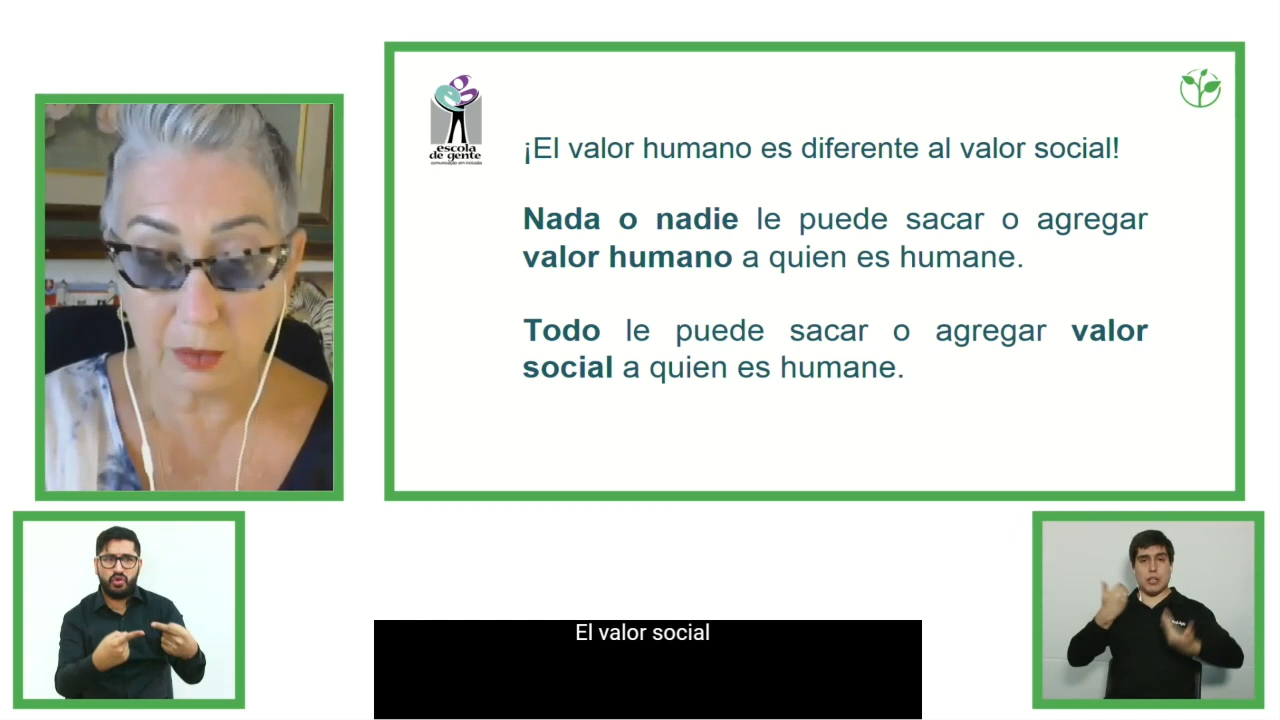 escola
de gente
¡El valor humano es diferente al valor social!
Nada o nadie le puede sacar o agregar
valor humano a quien es humane.
Todo le puede sacar o agregar valor
social a quien es humane.
El valor social